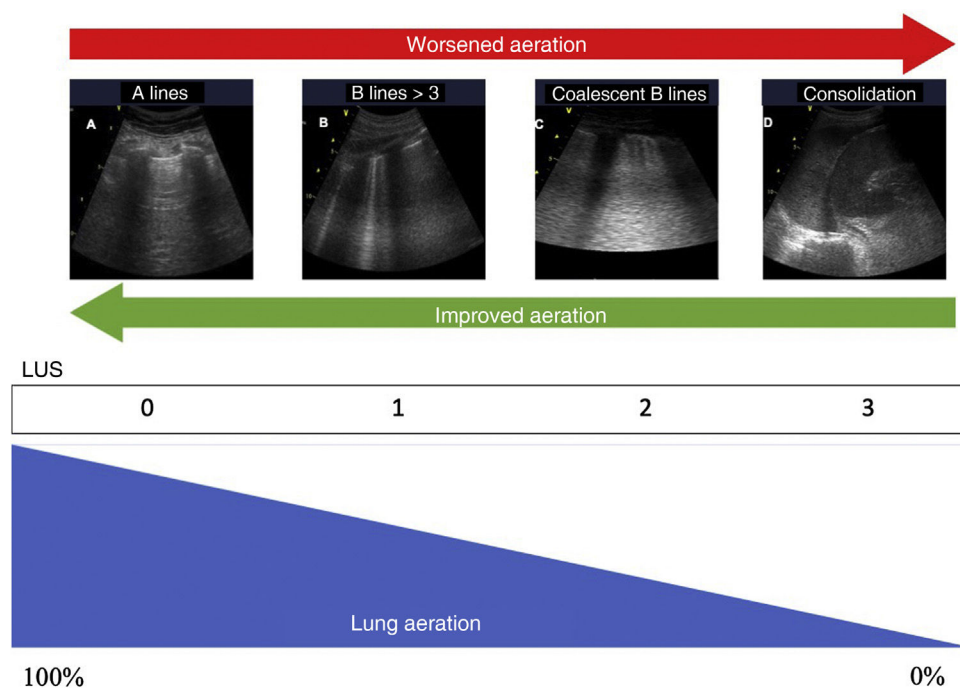 Worsened aeration
A lines
B lines > 3
Coalescent B lines
Consolidation
A
B
C
D
Improved aeration
LUS
0
1
2
3
Lung aeration
100%
0%